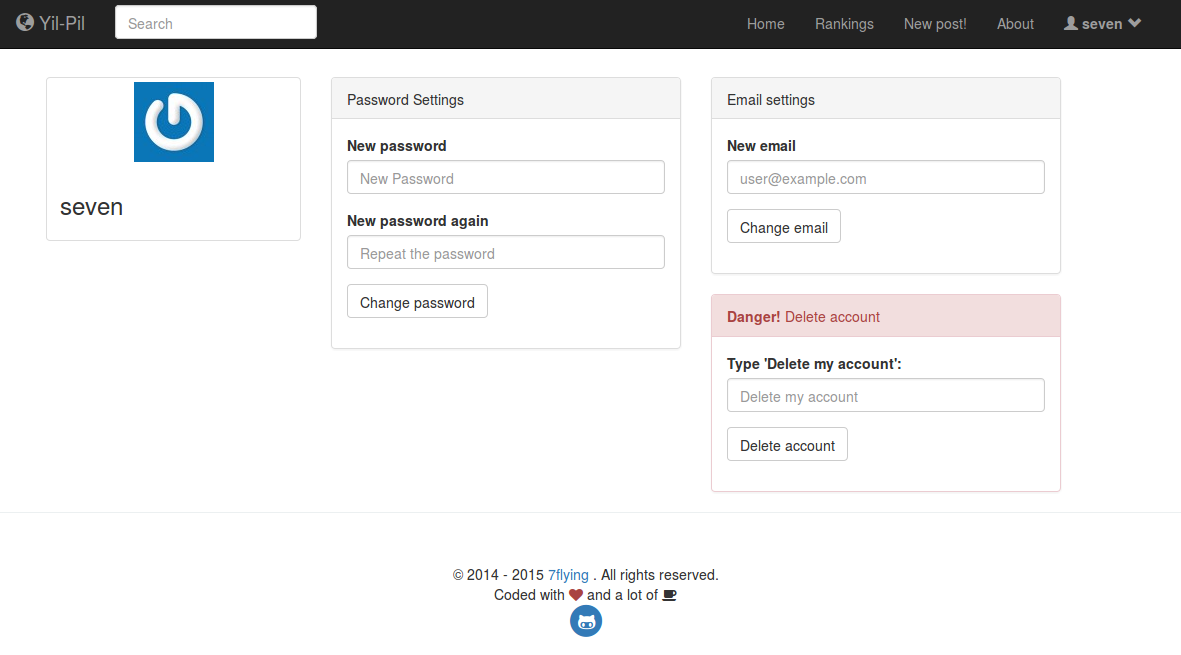 Yil-Pil
Search
Home
Rankings
New post!
About
seven
seven
Password Settings
New password
New Password
New password again
Repeat the password
Change password
Email settings
New email
user@example.com
Change email
Danger! Delete account
Type 'Delete my account':
Delete my account
Delete account
© 2014 - 2015 7flying . All rights reserved.
Coded with and a lot of